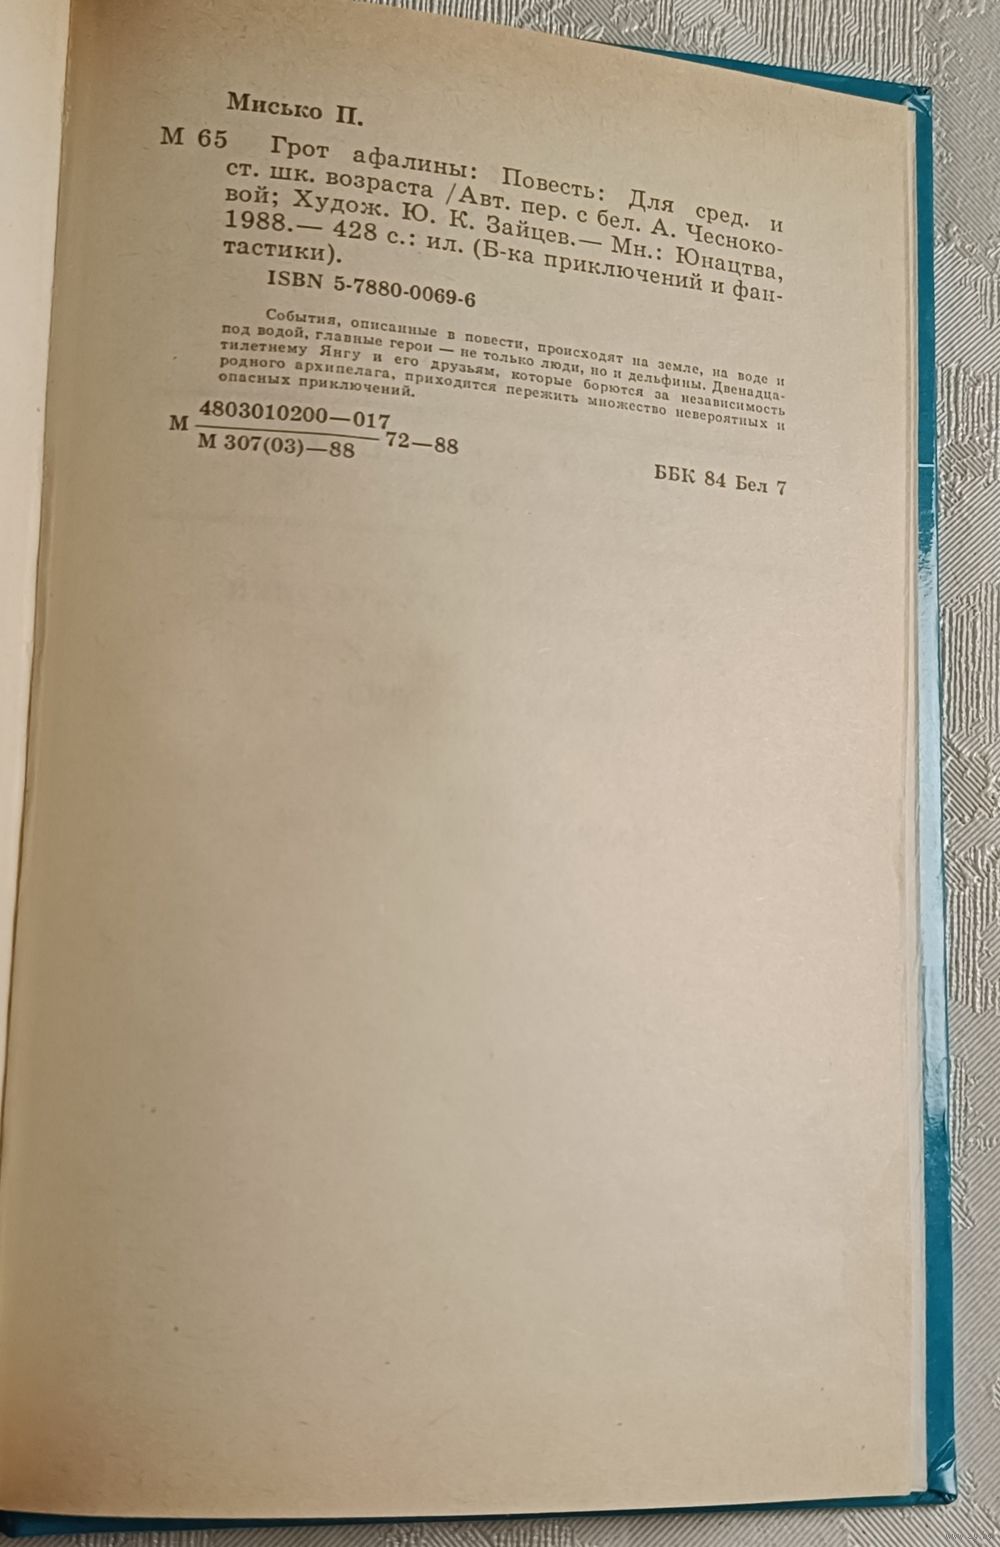 Мисько П.
М 65 Грот афалины: Повесть: Для сред. и
ст. шк. возраста /Авт. пер. с бел. А. Чесноко-
вой; Худож. Ю. К. Зайцев.— Мн.: Юнацтва,
1988.— 428 с.: ил. (Б-ка приключений и фан-
тастики).
ISBN 5-7880-0069-6
События, описанные в повести, происходят на земле, на воде и
под водой, главные герои — не только люди, но и дельфины. Двенадца-
тилетнему Янгу и его друзьям, которые борются за независимость
родного архипелага, приходится пережить множество невероятных и
опасных приключений.
М 4803010200—017
М 307(03)—88 72—88
ББК 84 Бел 7